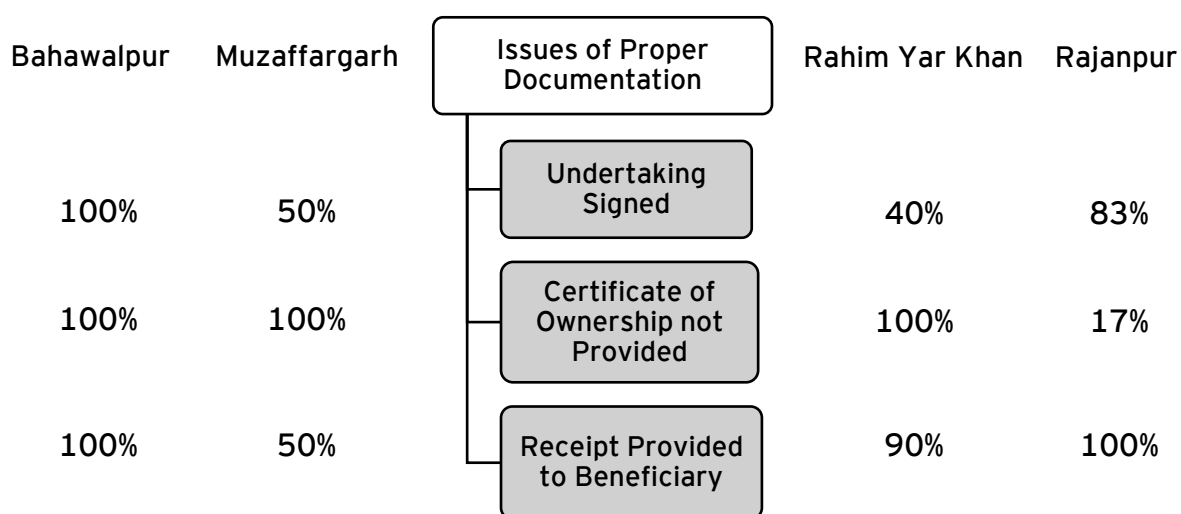 Bahawalpur Muzaffargarh Issues of Proper Rahim Yar Khan Rajanpur
Documentation
Undertaking
Signed
100% 50% 40% 83%
Certificate of
Ownership not
Provided
100% 100% 100% 17%
Receipt Provided
to Beneficiary
100% 50% 90% 100%